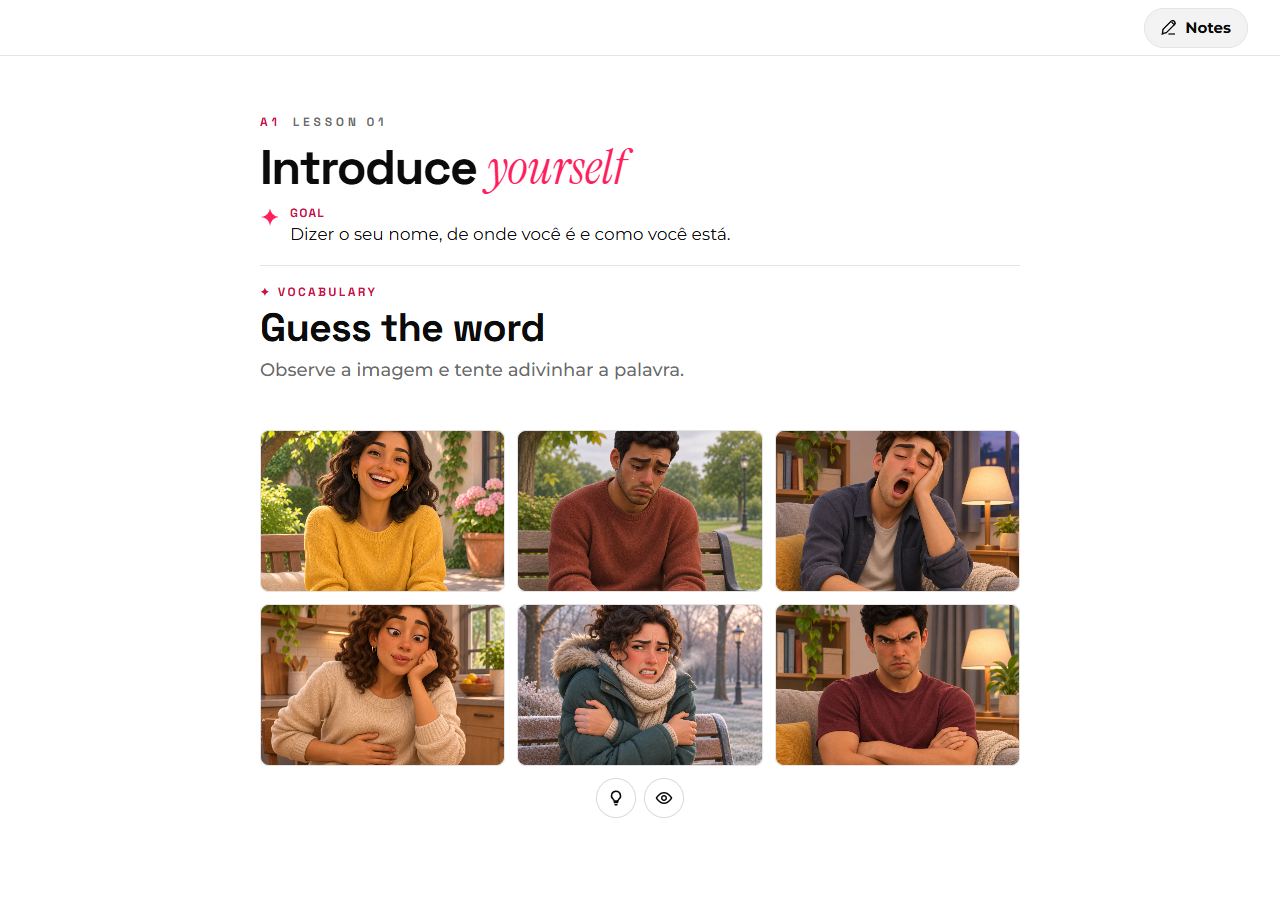 Notes
A1 LESSON 01
Introduce yourself
GOAL
Dizer o seu nome, de onde você é e como você está.
VOCABULARY
Guess the word
Observe a imagem e tente adivinhar a palavra.